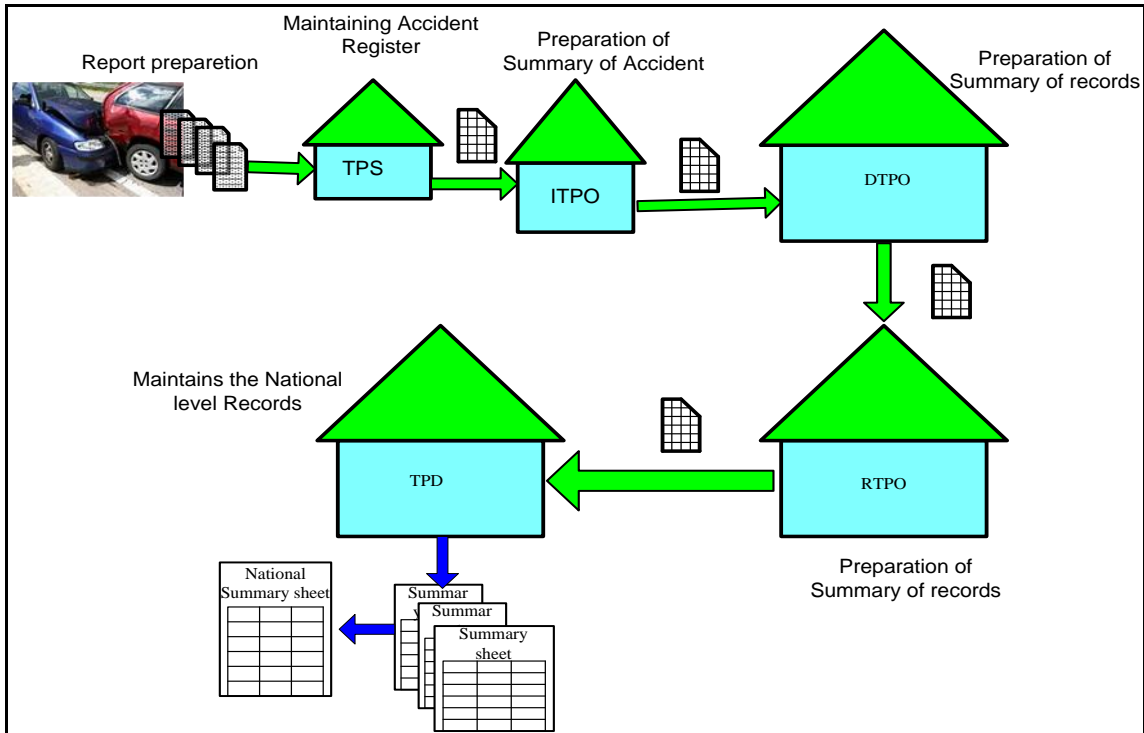 Report preparetion
Maintaining Accident
Register
Preparation of
Summary of Accident
Preparation of
Summary of records
TPS
ITPO
DTPO
Maintains the National
level Records
TPD
RTPO
Preparation of
Summary of records
National
Summary sheet
Summar
y
Summar
Summary
sheet